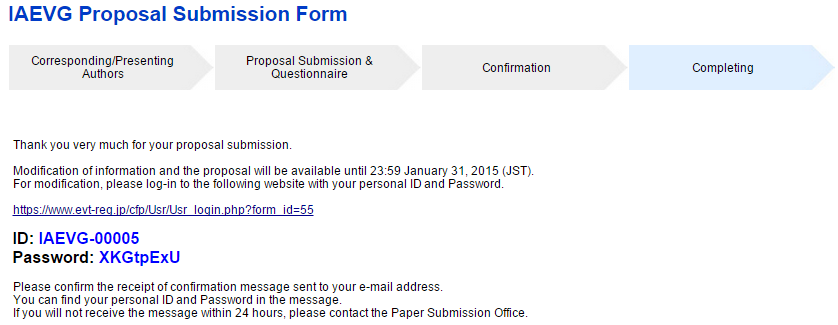 IAEVG Proposal Submission Form
Corresponding/Presenting
Authors
Proposal Submission &
Questionnaire
Confirmation
Completing
Thank you very much for your proposal submission.
Modification of information and the proposal will be available until 23:59 January 31, 2015 (JST).
For modification, please log-in to the following website with your personal ID and Password.
https://www.evt-reg.jp/cfp/Usr/Usr_login.php?form_id=55
ID: IAEVG-00005
Password: XKGtpExU
Please confirm the receipt of confirmation message sent to your e-mail address.
You can find your personal ID and Password in the message.
If you will not receive the message within 24 hours, please contact the Paper Submission Office.